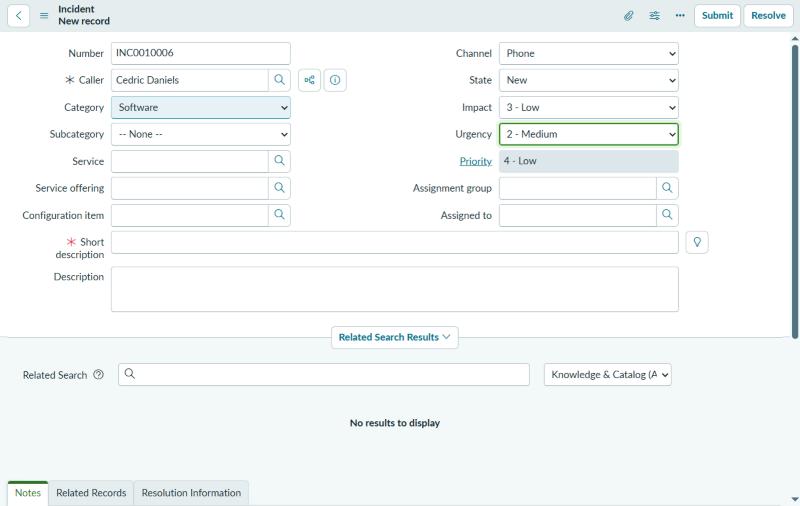 Incident
New record
Submit
Resolve
Number
INC0010006
Channel
Phone
Caller
Cedric Daniels
State
New
Category
Software
Impact
3 - Low
Subcategory
-- None --
Urgency
2 - Medium
Service
Priority
4 - Low
Service offering
Assignment group
Configuration item
Assigned to
Short
description
Description
Related Search Results
Related Search
Knowledge & Catalog (A
No results to display
Notes
Related Records
Resolution Information